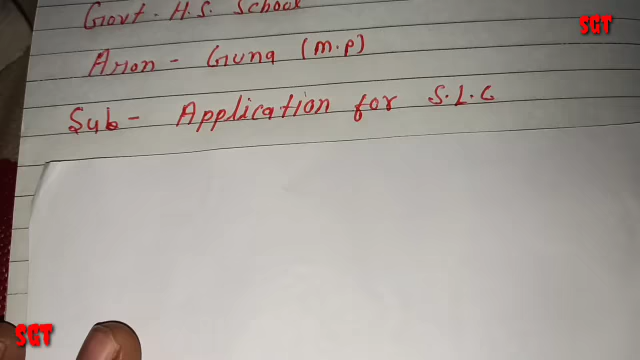 SGT
Govt. H.S. School
Aron - Guna (m.p)
Sub - Application for S.L.C
SGT